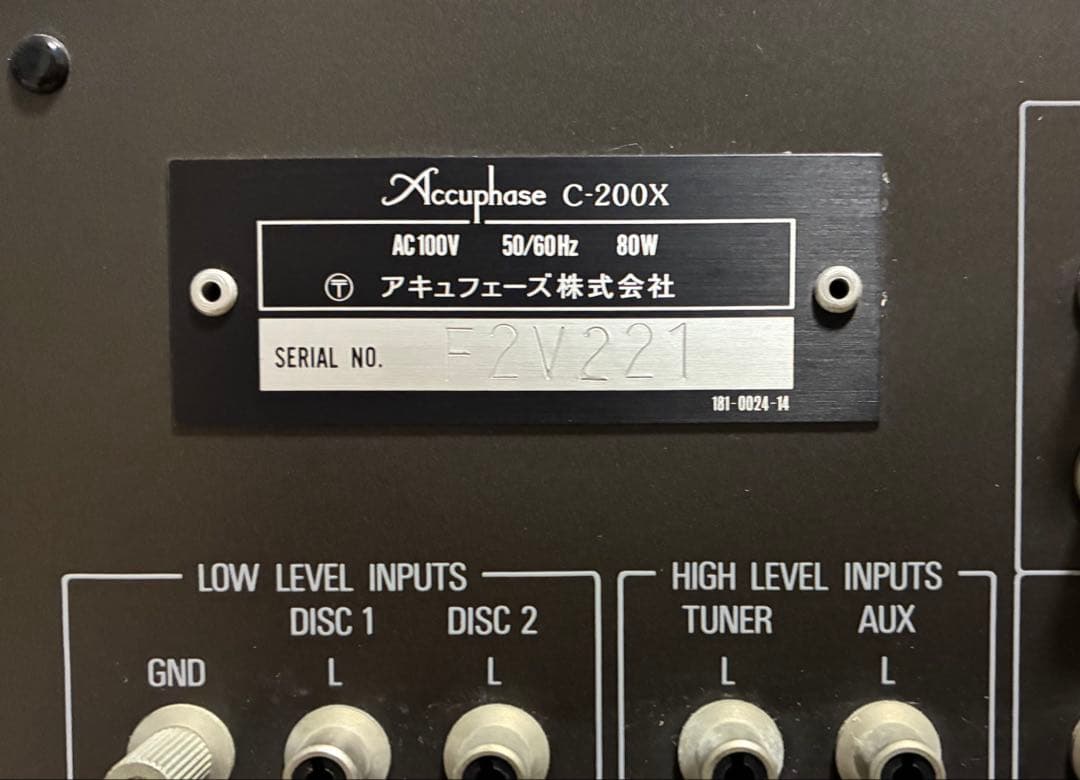 Accuphase C-200X
AC100V 50/60Hz 80W
〶 アキュフェーズ株式会社
SERIAL NO. F2V221
181-0024-14
LOW LEVEL INPUTS
HIGH LEVEL INPUTS
DISC 1 DISC 2
TUNER AUX
GND L L
L L